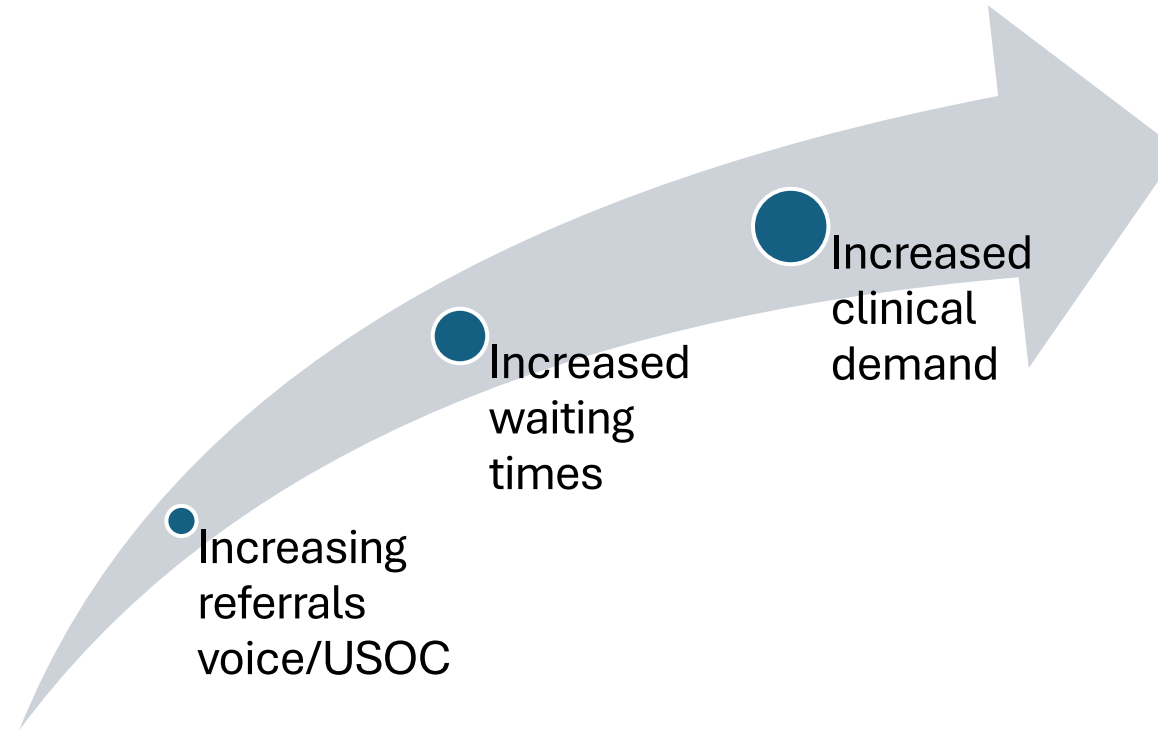 Increasing
referrals
voice/USOC
Increased
waiting
times
Increased
clinical
demand